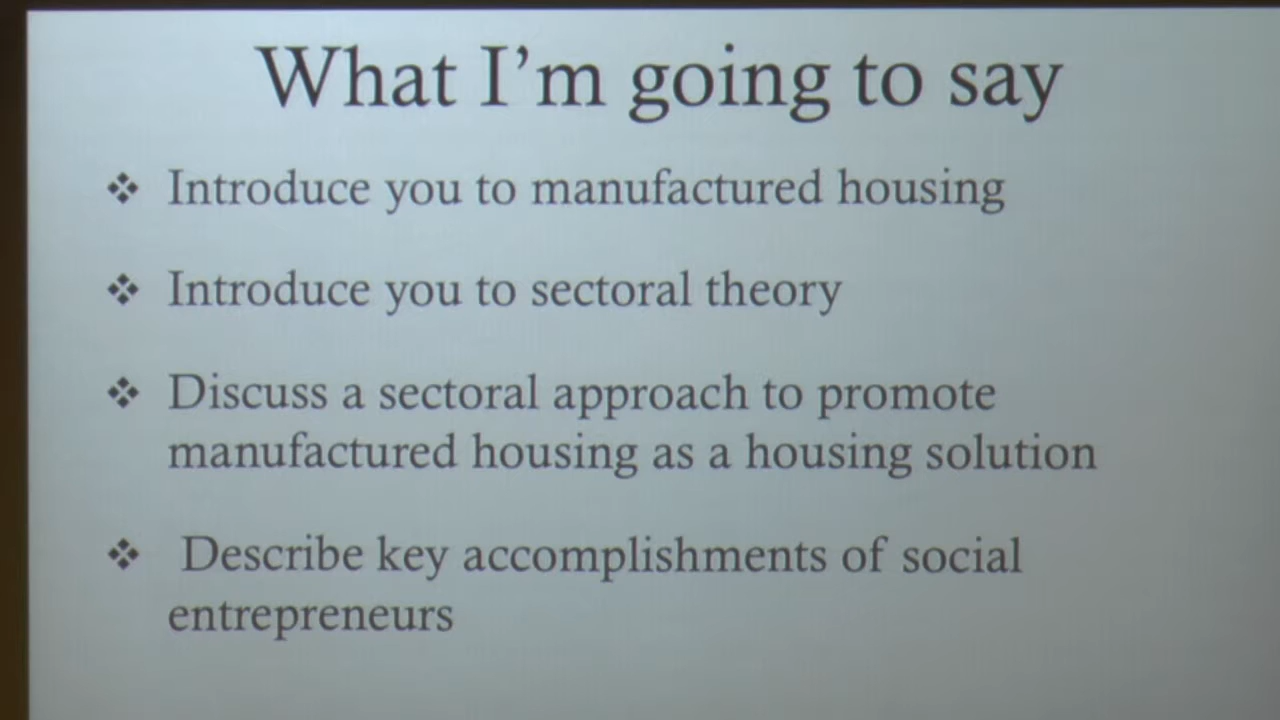 What I'm going to say
❖ Introduce you to manufactured housing
❖ Introduce you to sectoral theory
❖ Discuss a sectoral approach to promote
manufactured housing as a housing solution
❖ Describe key accomplishments of social
entrepreneurs